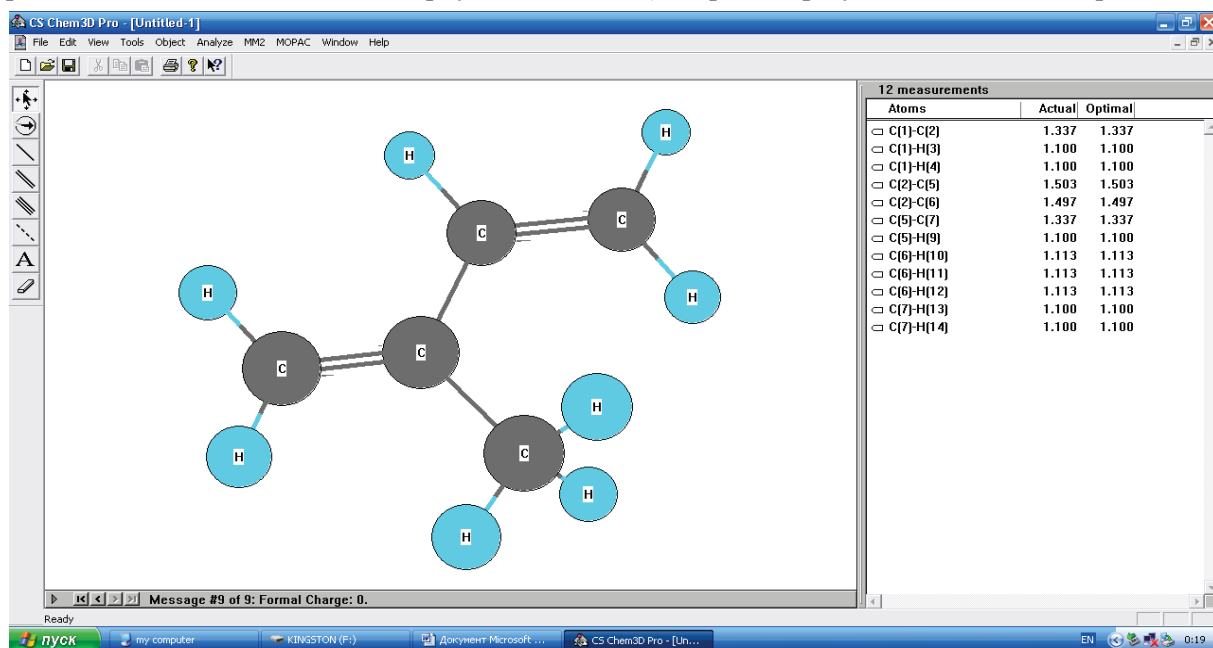 CS Chem3D Pro - [Untitled-1]
File Edit View Tools Object Analyze MM2 MOPAC Window Help
A
12 measurements
Atoms Actual Optimal
C(1)-C(2) 1.337 1.337
C(1)-H(3) 1.100 1.100
C(1)-H(4) 1.100 1.100
C(2)-C(5) 1.503 1.503
C(2)-C(6) 1.497 1.497
C(5)-C(7) 1.337 1.337
C(5)-H(9) 1.100 1.100
C(6)-H(10) 1.113 1.113
C(6)-H(11) 1.113 1.113
C(6)-H(12) 1.113 1.113
C(7)-H(13) 1.100 1.100
C(7)-H(14) 1.100 1.100
H
H
C
C
H
H
C
C
H
H
C
H
H
Message #9 of 9: Formal Charge: 0.
Ready
пуск my computer KINGSTON (F:) Документ Microsoft ... CS Chem3D Pro - [Un... EN 0:19